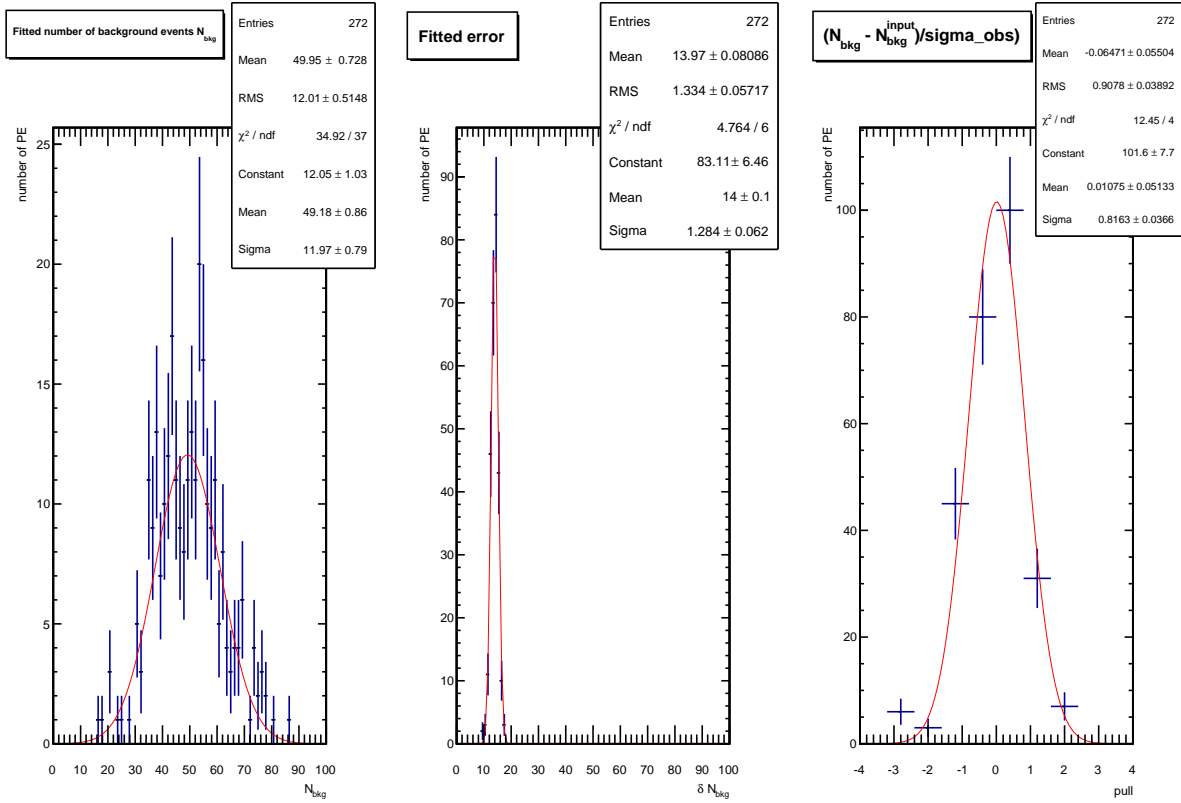 Fitted number of background events N_bkg
Entries 272
Mean 49.95 ± 0.728
RMS 12.01 ± 0.5148
χ² / ndf 34.92 / 37
Constant 12.05 ± 1.03
Mean 49.18 ± 0.86
Sigma 11.97 ± 0.79
number of PE
25
20
15
10
5
0
0 10 20 30 40 50 60 70 80 90 100
N_bkg
Fitted error
Entries 272
Mean 13.97 ± 0.08086
RMS 1.334 ± 0.05717
χ² / ndf 4.764 / 6
Constant 83.11 ± 6.46
Mean 14 ± 0.1
Sigma 1.284 ± 0.062
number of PE
90
80
70
60
50
40
30
20
10
0
0 10 20 30 40 50 60 70 80 90 100
δ N_bkg
(N_bkg - N_bkg^input)/sigma_obs)
Entries 272
Mean -0.06471 ± 0.05504
RMS 0.9078 ± 0.03892
χ² / ndf 12.45 / 4
Constant 101.6 ± 7.7
Mean 0.01075 ± 0.05133
Sigma 0.8163 ± 0.0366
number of PE
100
80
60
40
20
0
-4 -3 -2 -1 0 1 2 3 4
pull